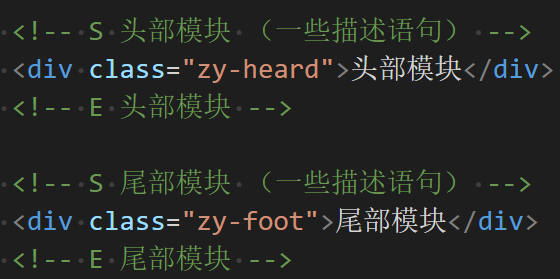 <!-- S 头部模块 （一些描述语句） -->
<div class="zy-heard">头部模块</div>
<!-- E 头部模块 -->
<!-- S 尾部模块 （一些描述语句） -->
<div class="zy-foot">尾部模块</div>
<!-- E 尾部模块 -->